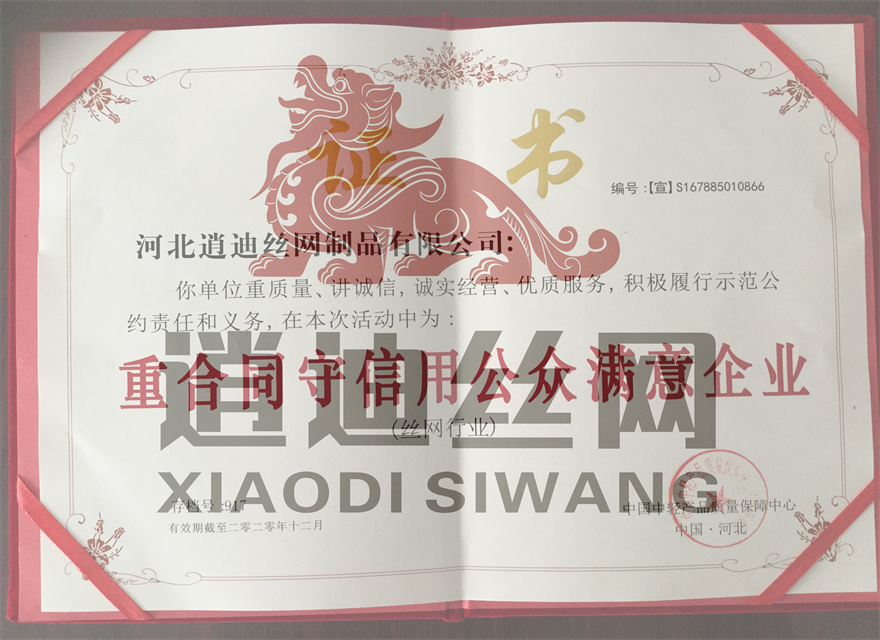 证书
编号:【宣】S167885010866
河北逍迪丝网制品有限公司:
你单位重质量、讲诚信,诚实经营、优质服务,积极履行示范公
约责任和义务,在本次活动中为:
重合同守信用公众满意企业
逍迪丝网
(丝网行业)
XIAODI SIWANG
存档号:917
有效期截至二零二零年十二月
中国中轻产品质量保障中心
中国·河北